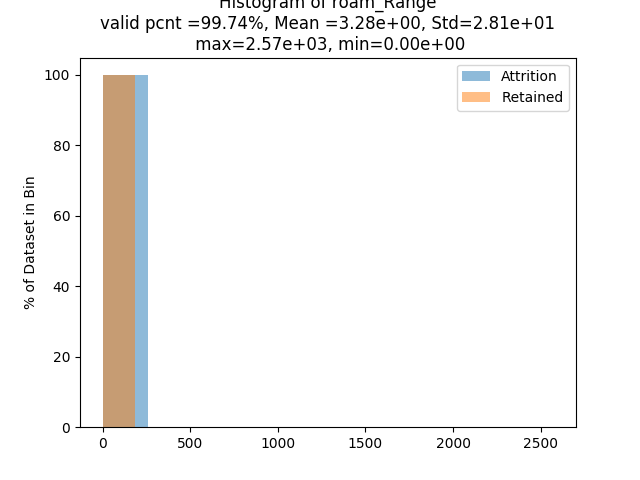 Histogram of roam_Range
valid pcnt =99.74%, Mean =3.28e+00, Std=2.81e+01
max=2.57e+03, min=0.00e+00
Attrition
Retained
% of Dataset in Bin
100
80
60
40
20
0
0 500 1000 1500 2000 2500